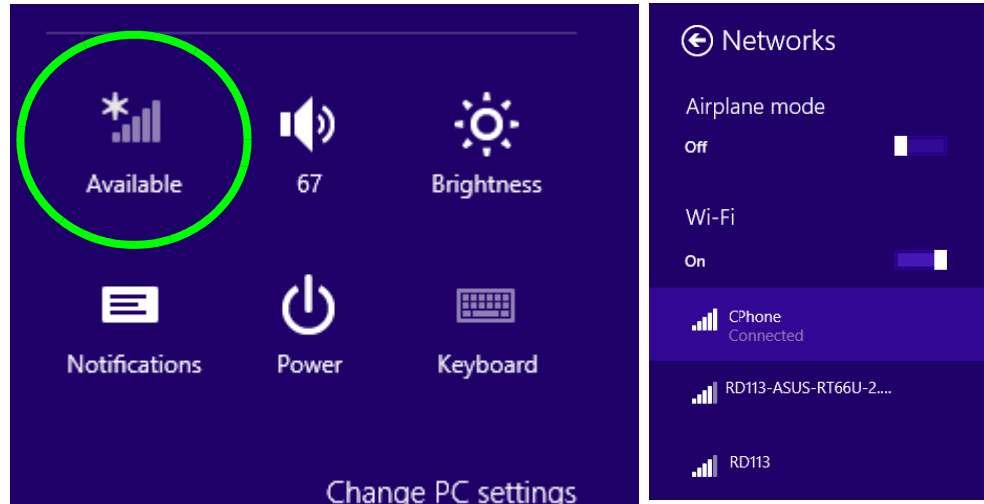 Available
67
Brightness
Notifications
Power
Keyboard
Change PC settings
Networks
Airplane mode
Off
Wi-Fi
On
CPhone
Connected
RD113-ASUS-RT66U-2....
RD113